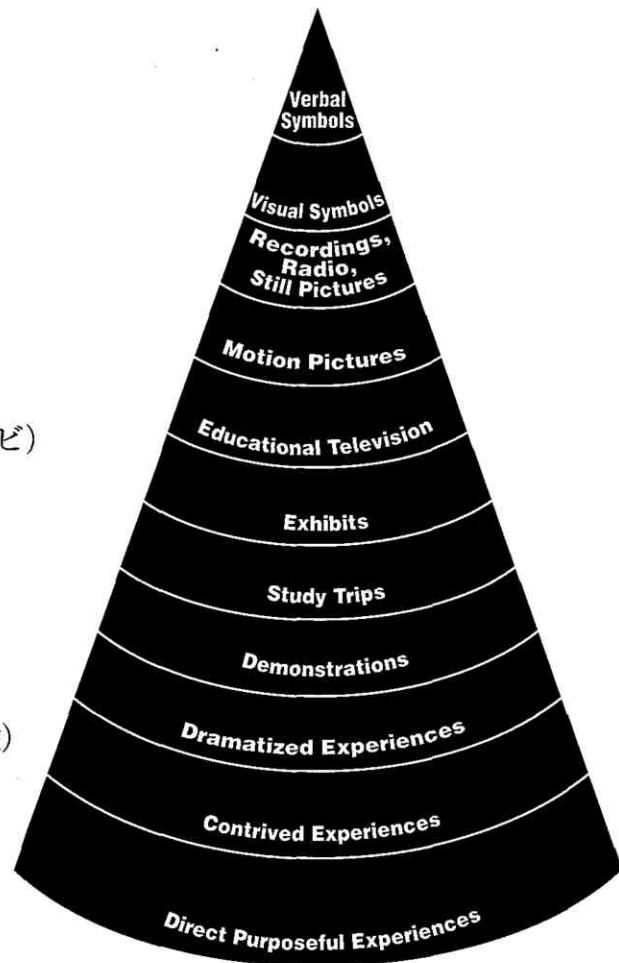 Verbal
Symbols
Visual Symbols
Recordings,
Radio,
Still Pictures
Motion Pictures
ビ)
Educational Television
Exhibits
Study Trips
Demonstrations
Dramatized Experiences
Contrived Experiences
Direct Purposeful Experiences